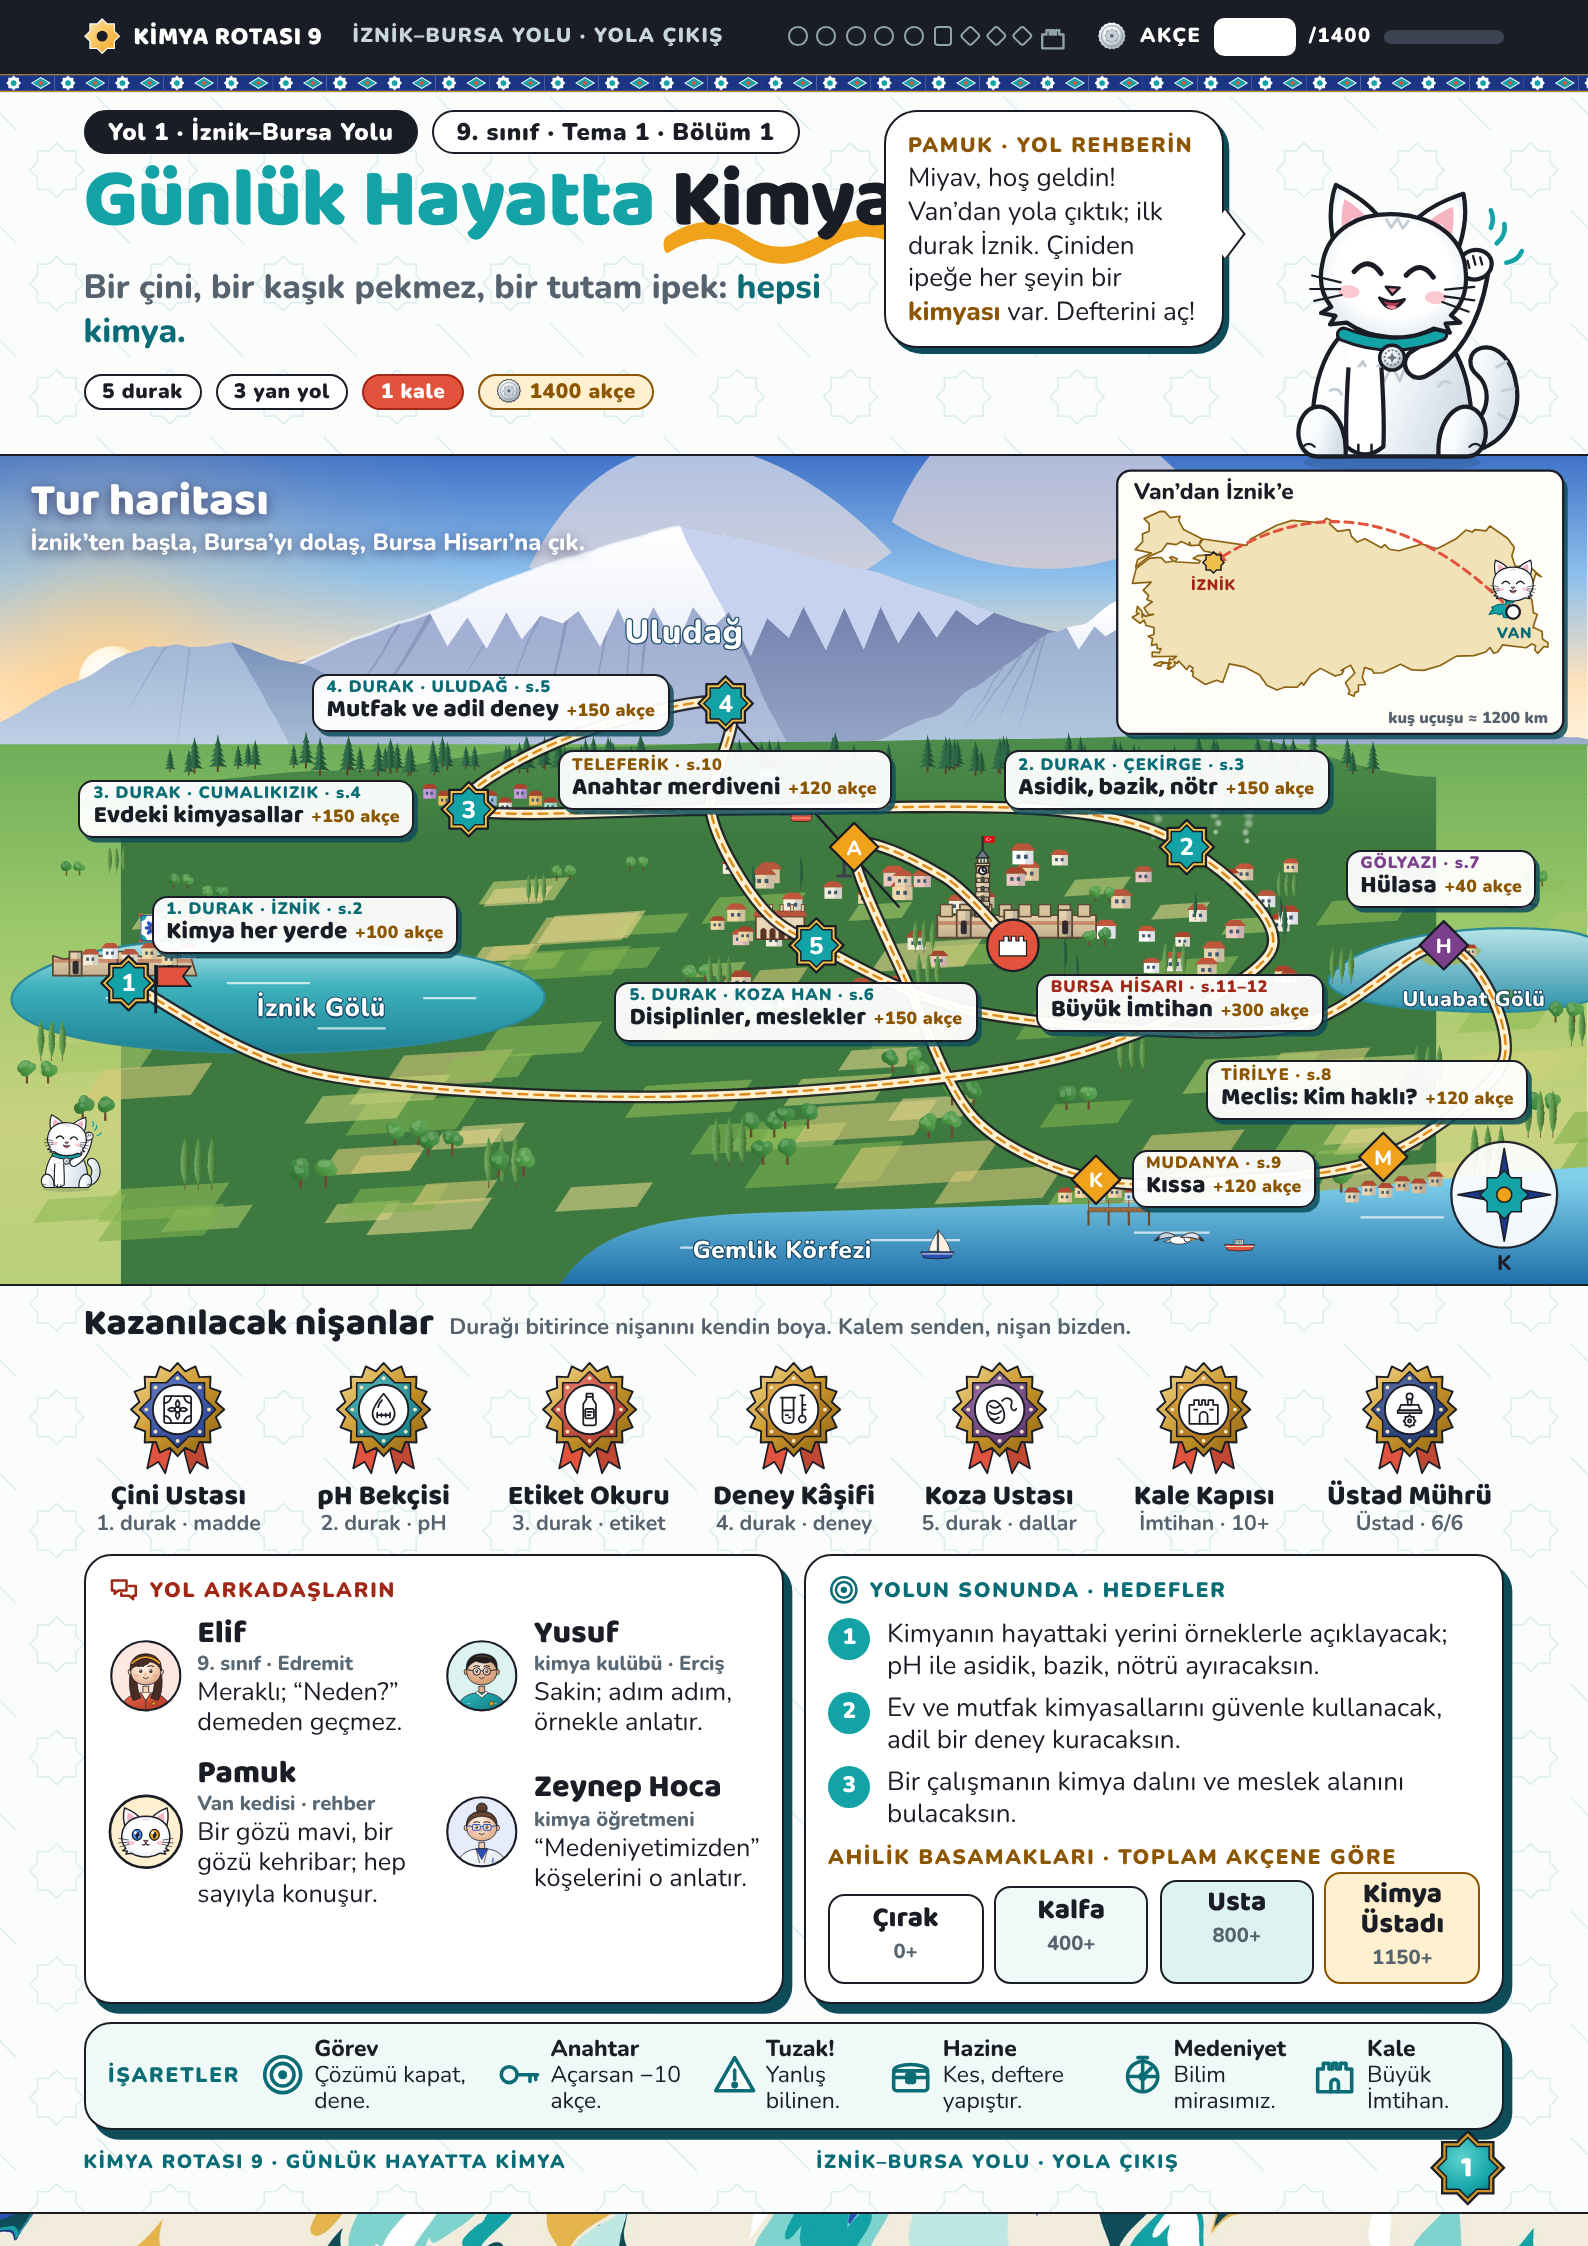 KİMYA ROTASI 9
İZNİK–BURSA YOLU · YOLA ÇIKIŞ
AKÇE /1400
Yol 1 · İznik–Bursa Yolu
9. sınıf · Tema 1 · Bölüm 1
Günlük Hayatta Kimya
Bir çini, bir kaşık pekmez, bir tutam ipek: hepsi
kimya.
5 durak
3 yan yol
1 kale
1400 akçe
PAMUK · YOL REHBERİN
Miyav, hoş geldin!
Van’dan yola çıktık; ilk
durak İznik. Çiniden
ipeğe her şeyin bir
kimyası var. Defterini aç!
Tur haritası
İznik’ten başla, Bursa’yı dolaş, Bursa Hisarı’na çık.
Van’dan İznik’e
İZNİK
VAN
kuş uçuşu ≈ 1200 km
Uludağ
4. DURAK · ULUDAĞ · s.5
Mutfak ve adil deney +150 akçe
4
TELEFERİK · s.10
Anahtar merdiveni +120 akçe
2. DURAK · ÇEKİRGE · s.3
Asidik, bazik, nötr +150 akçe
3. DURAK · CUMALIKIZIK · s.4
Evdeki kimyasallar +150 akçe
3
A
2
GÖLYAZI · s.7
Hülasa +40 akçe
1. DURAK · İZNİK · s.2
Kimya her yerde +100 akçe
5
H
1
İznik Gölü
5. DURAK · KOZA HAN · s.6
Disiplinler, meslekler +150 akçe
BURSA HİSARI · s.11–12
Büyük İmtihan +300 akçe
Uluabat Gölü
TİRİLYE · s.8
Meclis: Kim haklı? +120 akçe
M
MUDANYA · s.9
Kıssa +120 akçe
K
Gemlik Körfezi
K
Kazanılacak nişanlar
Durağı bitirince nişanını kendin boya. Kalem senden, nişan bizden.
Çini Ustası
1. durak · madde
pH Bekçisi
2. durak · pH
Etiket Okuru
3. durak · etiket
Deney Kâşifi
4. durak · deney
Koza Ustası
5. durak · dallar
Kale Kapısı
İmtihan · 10+
Üstad Mührü
Üstad · 6/6
YOL ARKADAŞLARIN
Elif
9. sınıf · Edremit
Meraklı; “Neden?”
demeden geçmez.
Yusuf
kimya kulübü · Erciş
Sakin; adım adım,
örnekle anlatır.
Pamuk
Van kedisi · rehber
Bir gözü mavi, bir
gözü kehribar; hep
sayıyla konuşur.
Zeynep Hoca
kimya öğretmeni
“Medeniyetimizden”
köşelerini o anlatır.
YOLUN SONUNDA · HEDEFLER
1 Kimyanın hayattaki yerini örneklerle açıklayacak;
pH ile asidik, bazik, nötrü ayıracaksın.
2 Ev ve mutfak kimyasallarını güvenle kullanacak,
adil bir deney kuracaksın.
3 Bir çalışmanın kimya dalını ve meslek alanını
bulacaksın.
AHİLİK BASAMAKLARI · TOPLAM AKÇENE GÖRE
Çırak
0+
Kalfa
400+
Usta
800+
Kimya
Üstadı
1150+
İŞARETLER
Görev
Çözümü kapat,
dene.
Anahtar
Açarsan −10
akçe.
Tuzak!
Yanlış
bilinen.
Hazine
Kes, deftere
yapıştır.
Medeniyet
Bilim
mirasımız.
Kale
Büyük
İmtihan.
KİMYA ROTASI 9 · GÜNLÜK HAYATTA KİMYA
İZNİK–BURSA YOLU · YOLA ÇIKIŞ
1